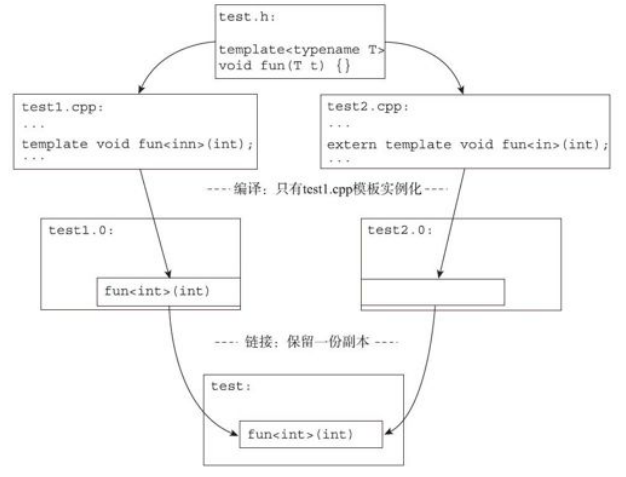 test.h:
template<typename T>
void fun(T t) {}
test1.cpp:
...
template void fun<inn>(int);
...
test2.cpp:
...
extern template void fun<in>(int);
...
---- 编译：只有test1.cpp模板实例化----
test1.0:
fun<int>(int)
test2.0:
---- 链接：保留一份副本 ----
test:
fun<int>(int)